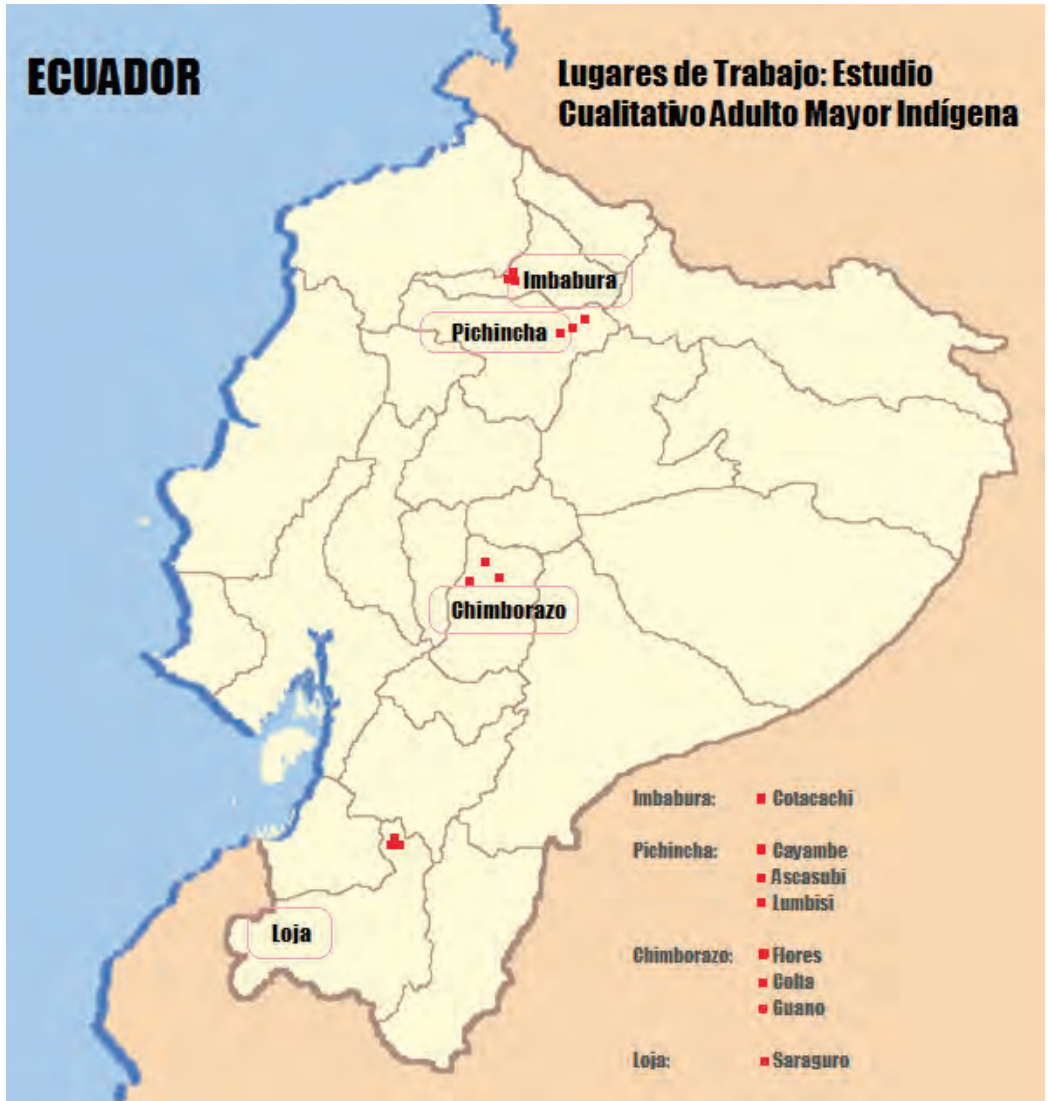 ECUADOR
Lugares de Trabajo: Estudio
Cualitativo Adulto Mayor Indígena
Imbabura
Pichincha
Chimborazo
Loja
Imbabura: Cotacachi
Pichincha: Cayambe
Ascasubi
Lumbisi
Chimborazo: Flores
Colta
Guano
Loja: Saraguro